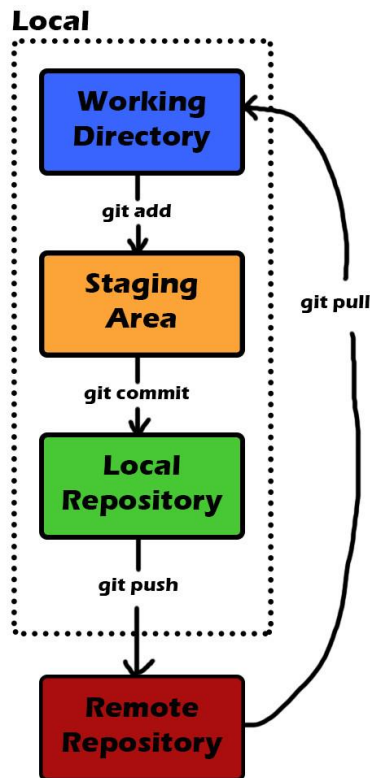 Local
Working
Directory
git add
Staging
Area
git pull
git commit
Local
Repository
git push
Remote
Repository